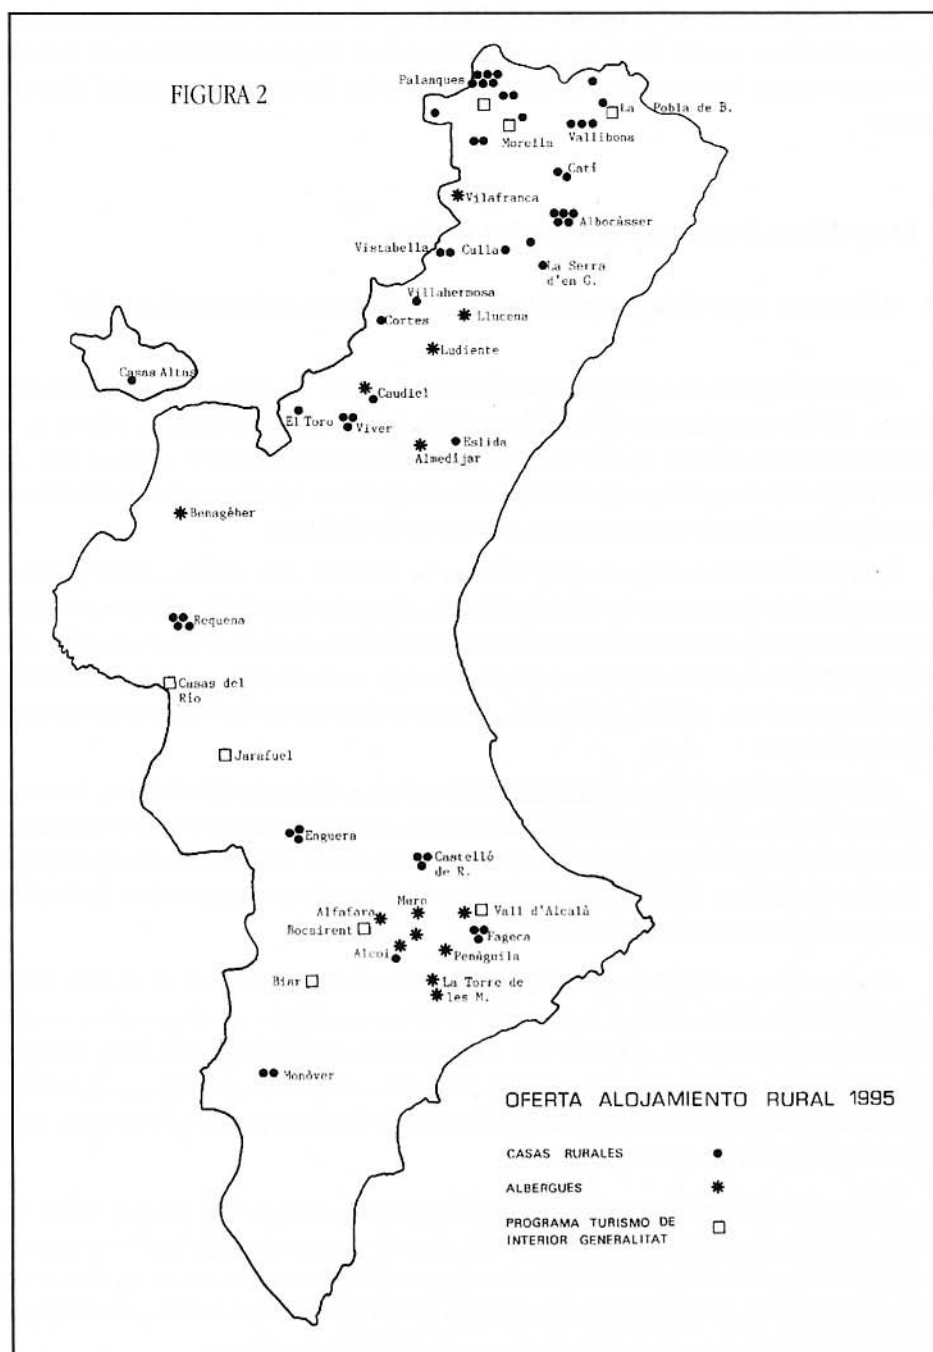 FIGURA 2
Palanques
La Pobla de B.
Morella
Vallibona
Catí
Vilafranca
Albocàsser
Vistabella
Culla
La Serra
d'en G.
Villahermosa
Cortes
Llucena
Ludiente
Casas Altas
Caudiel
El Toro
Viver
Eslida
Almedíjar
Benagéber
Requena
Casas del
Río
Jarafuel
Enguera
Castelló
de R.
Muro
Alfafara
Vall d'Alcalà
Bocairent
Fageca
Alcoi
Penàguila
Biar
La Torre de
les M.
Monòver
OFERTA ALOJAMIENTO RURAL 1995
CASAS RURALES
ALBERGUES
PROGRAMA TURISMO DE
INTERIOR GENERALITAT